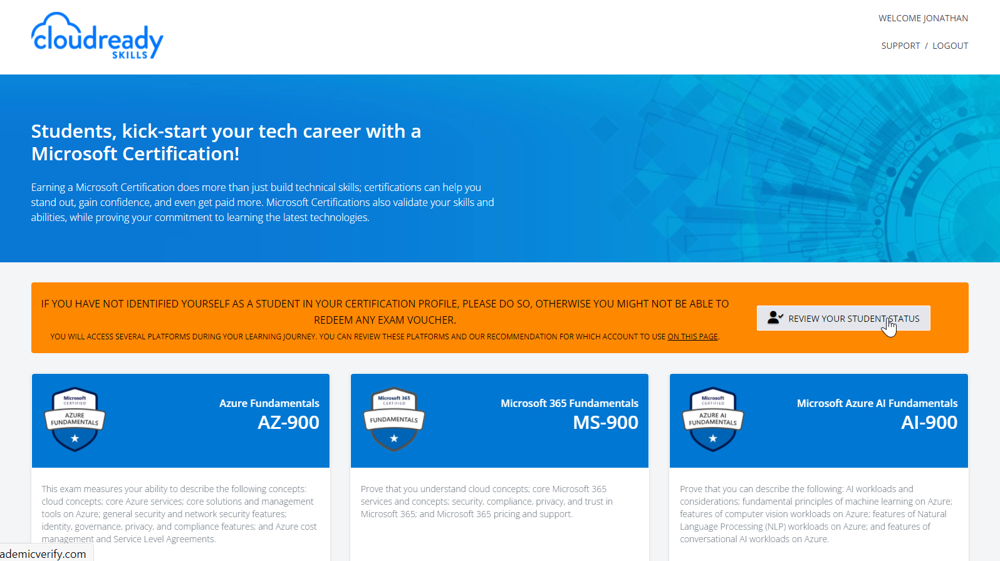 cloudready
SKILLS
WELCOME JONATHAN
SUPPORT / LOGOUT
Students, kick-start your tech career with a
Microsoft Certification!
Earning a Microsoft Certification does more than just build technical skills; certifications can help you
stand out, gain confidence, and even get paid more. Microsoft Certifications also validate your skills and
abilities, while proving your commitment to learning the latest technologies.
IF YOU HAVE NOT IDENTIFIED YOURSELF AS A STUDENT IN YOUR CERTIFICATION PROFILE, PLEASE DO SO, OTHERWISE YOU MIGHT NOT BE ABLE TO
REDEEM ANY EXAM VOUCHER.
YOU WILL ACCESS SEVERAL PLATFORMS DURING YOUR LEARNING JOURNEY. YOU CAN REVIEW THESE PLATFORMS AND OUR RECOMMENDATION FOR WHICH ACCOUNT TO USE ON THIS PAGE.
REVIEW YOUR STUDENT STATUS
Microsoft
CERTIFIED
AZURE
FUNDAMENTALS
Azure Fundamentals
AZ-900
This exam measures your ability to describe the following concepts:
cloud concepts; core Azure services; core solutions and management
tools on Azure; general security and network security features;
identity, governance, privacy, and compliance features; and Azure cost
management and Service Level Agreements.
Microsoft 365
CERTIFIED
FUNDAMENTALS
Microsoft 365 Fundamentals
MS-900
Prove that you understand cloud concepts; core Microsoft 365
services and concepts; security, compliance, privacy, and trust in
Microsoft 365; and Microsoft 365 pricing and support.
Microsoft
CERTIFIED
AZURE AI
FUNDAMENTALS
Microsoft Azure AI Fundamentals
AI-900
Prove that you can describe the following: AI workloads and
considerations; fundamental principles of machine learning on Azure;
features of computer vision workloads on Azure; features of Natural
Language Processing (NLP) workloads on Azure; and features of
conversational AI workloads on Azure.
ademicverify.com